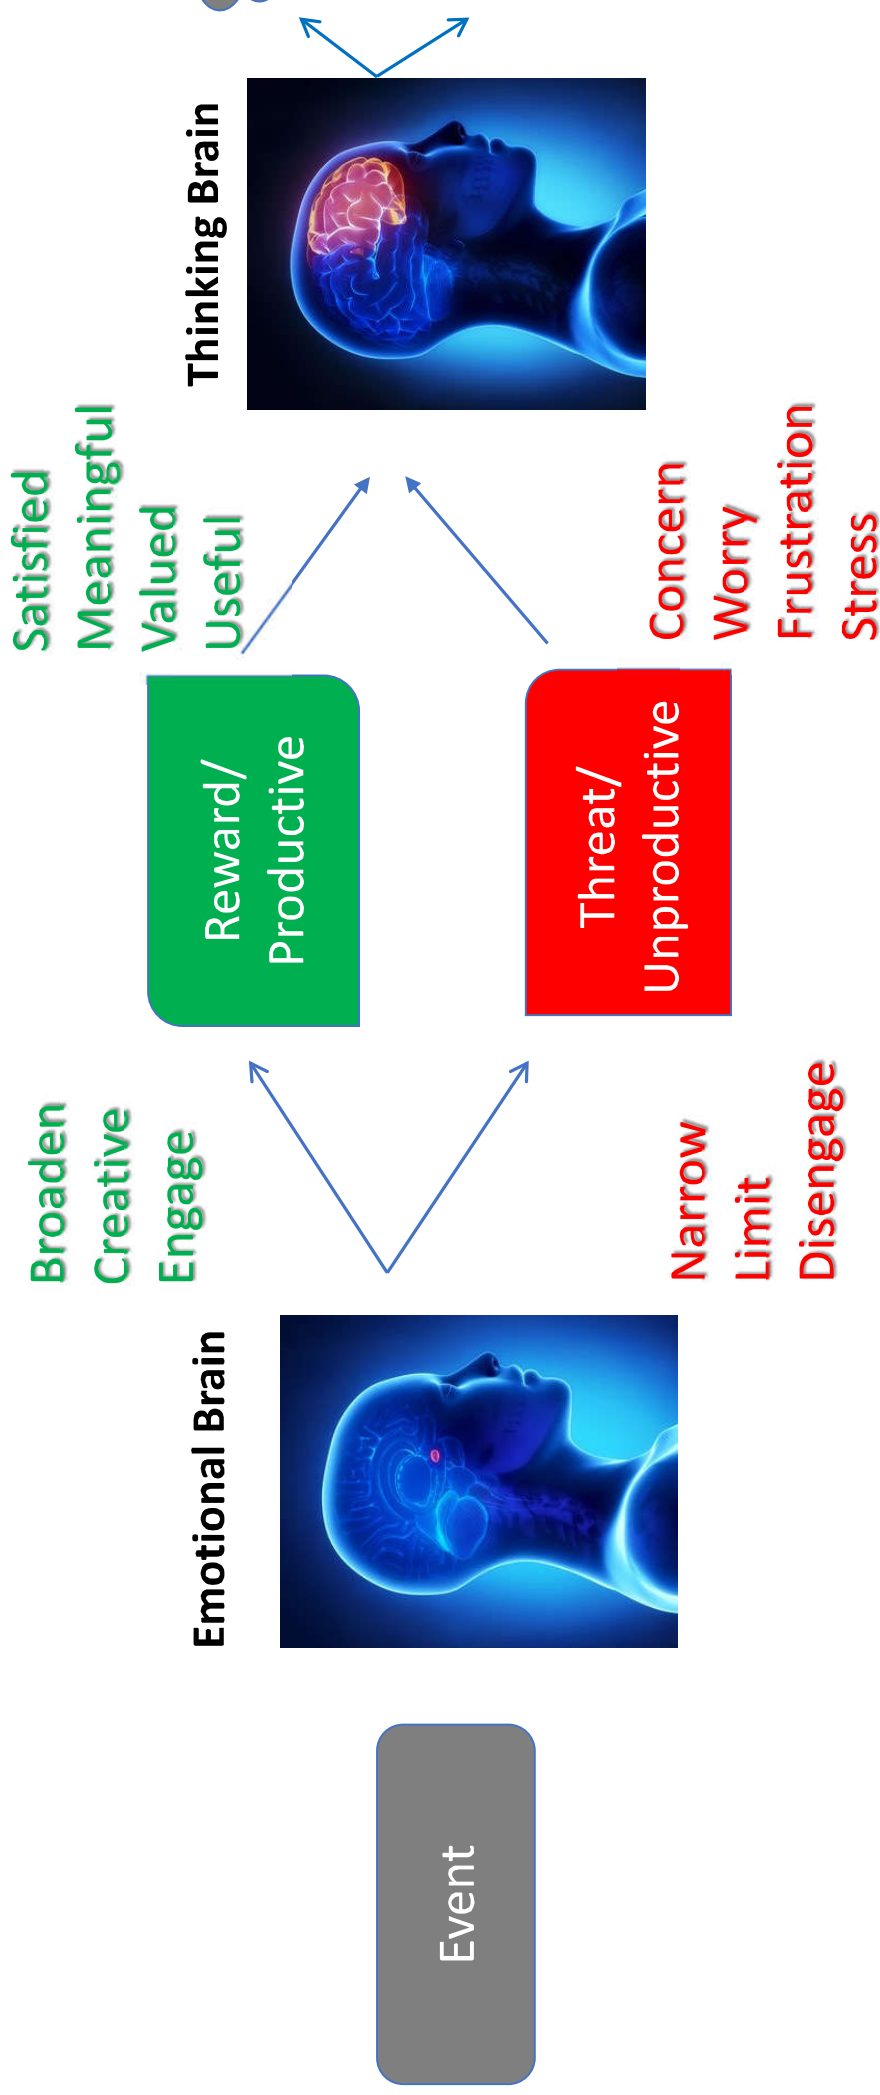 Event
Emotional Brain
Broaden
Creative
Engage
Narrow
Limit
Disengage
Reward/
Productive
Threat/
Unproductive
Satisfied
Meaningful
Valued
Useful
Concern
Worry
Frustration
Stress
Thinking Brain